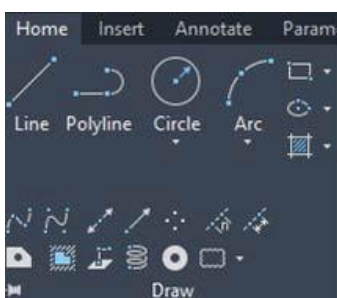 Home Insert Annotate Param
Line Polyline Circle Arc
Draw